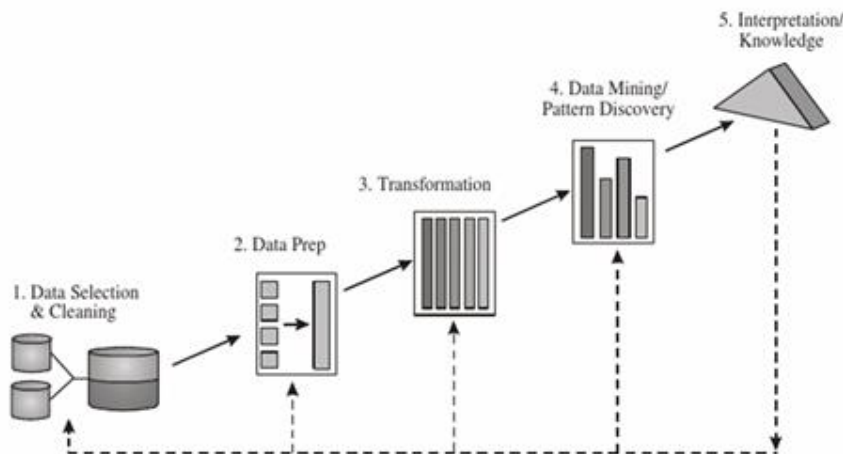 5. Interpretation/
Knowledge
4. Data Mining/
Pattern Discovery
3. Transformation
2. Data Prep
1. Data Selection
& Cleaning